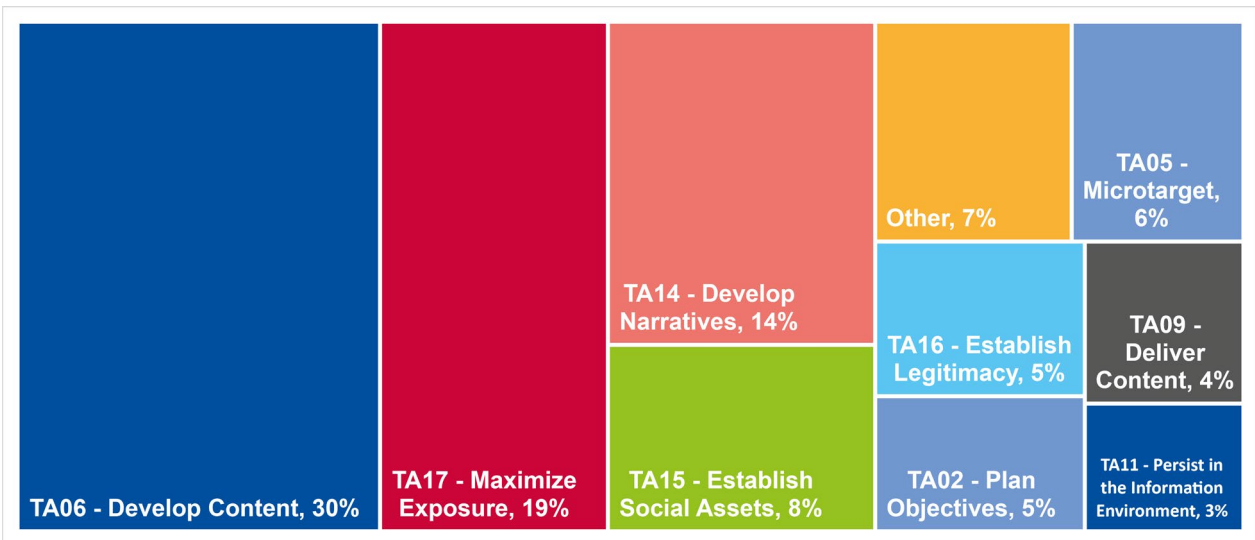 TA06 - Develop Content, 30%
TA17 - Maximize
Exposure, 19%
TA14 - Develop
Narratives, 14%
TA15 - Establish
Social Assets, 8%
Other, 7%
TA05 -
Microtarget,
6%
TA16 - Establish
Legitimacy, 5%
TA09 -
Deliver
Content, 4%
TA02 - Plan
Objectives, 5%
TA11 - Persist in
the Information
Environment, 3%